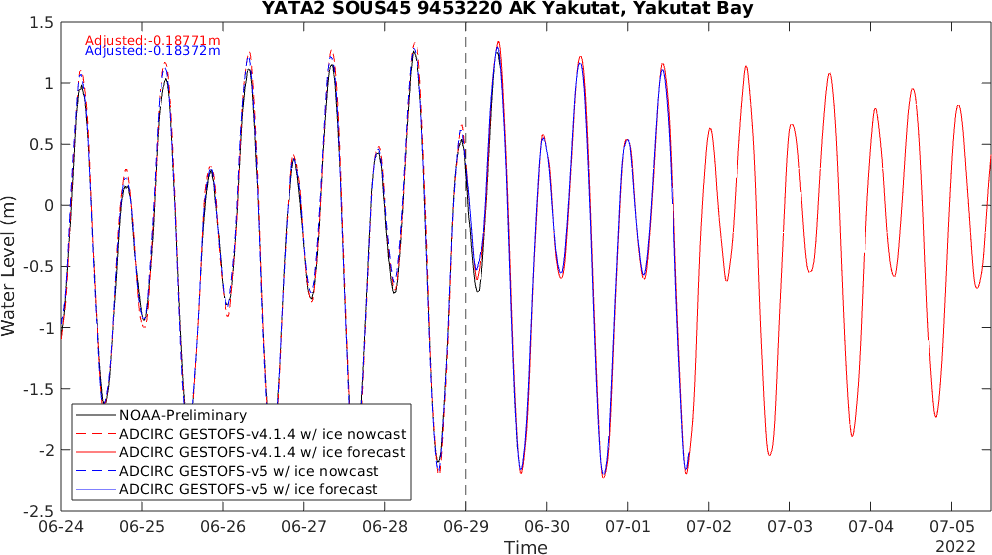 YATA2 SOUS45 9453220 AK Yakutat, Yakutat Bay
Adjusted:-0.18771m
Adjusted:-0.18372m
Water Level (m)
1.5
1
0.5
0
-0.5
-1
-1.5
-2
-2.5
NOAA-Preliminary
ADCIRC GESTOFS-v4.1.4 w/ ice nowcast
ADCIRC GESTOFS-v4.1.4 w/ ice forecast
ADCIRC GESTOFS-v5 w/ ice nowcast
ADCIRC GESTOFS-v5 w/ ice forecast
06-24 06-25 06-26 06-27 06-28 06-29 06-30 07-01 07-02 07-03 07-04 07-05
Time
2022